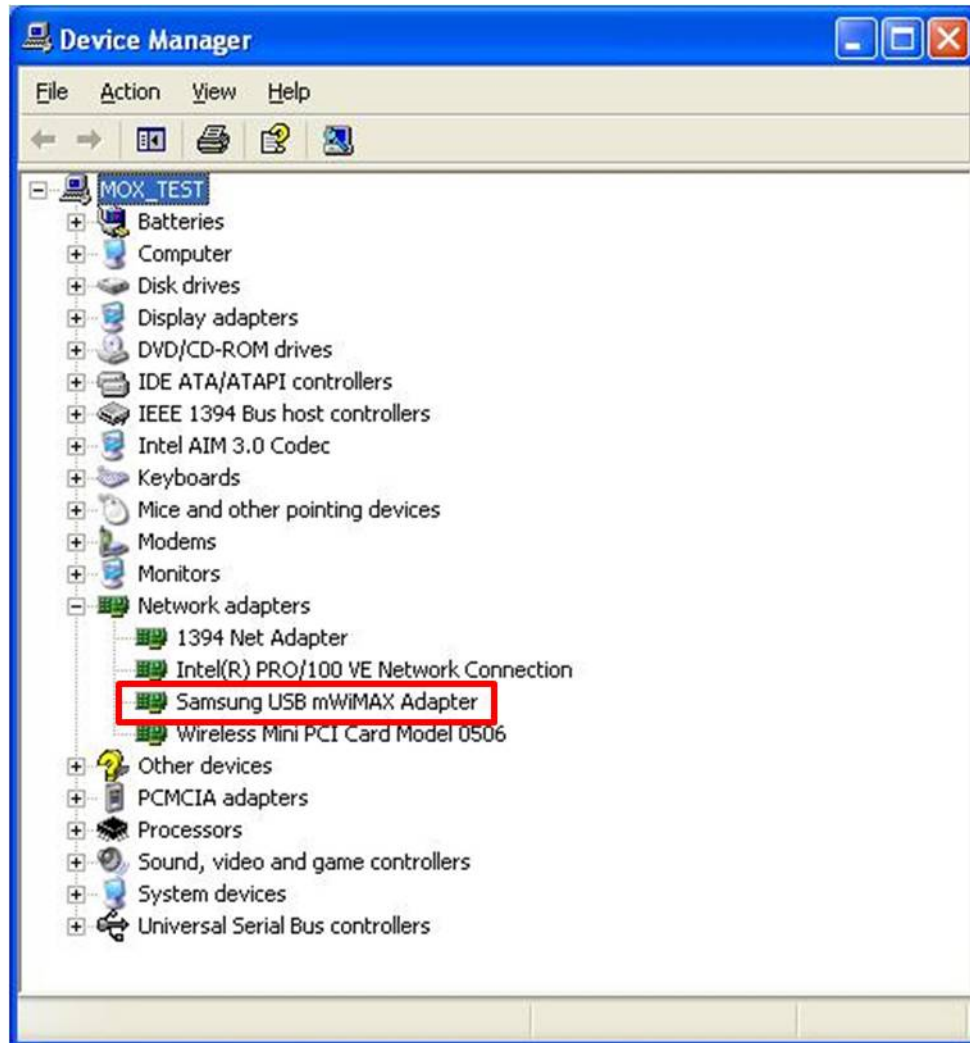 Device Manager
File Action View Help
MOX_TEST
Batteries
Computer
Disk drives
Display adapters
DVD/CD-ROM drives
IDE ATA/ATAPI controllers
IEEE 1394 Bus host controllers
Intel AIM 3.0 Codec
Keyboards
Mice and other pointing devices
Modems
Monitors
Network adapters
1394 Net Adapter
Intel(R) PRO/100 VE Network Connection
Samsung USB mWiMAX Adapter
Wireless Mini PCI Card Model 0506
Other devices
PCMCIA adapters
Processors
Sound, video and game controllers
System devices
Universal Serial Bus controllers